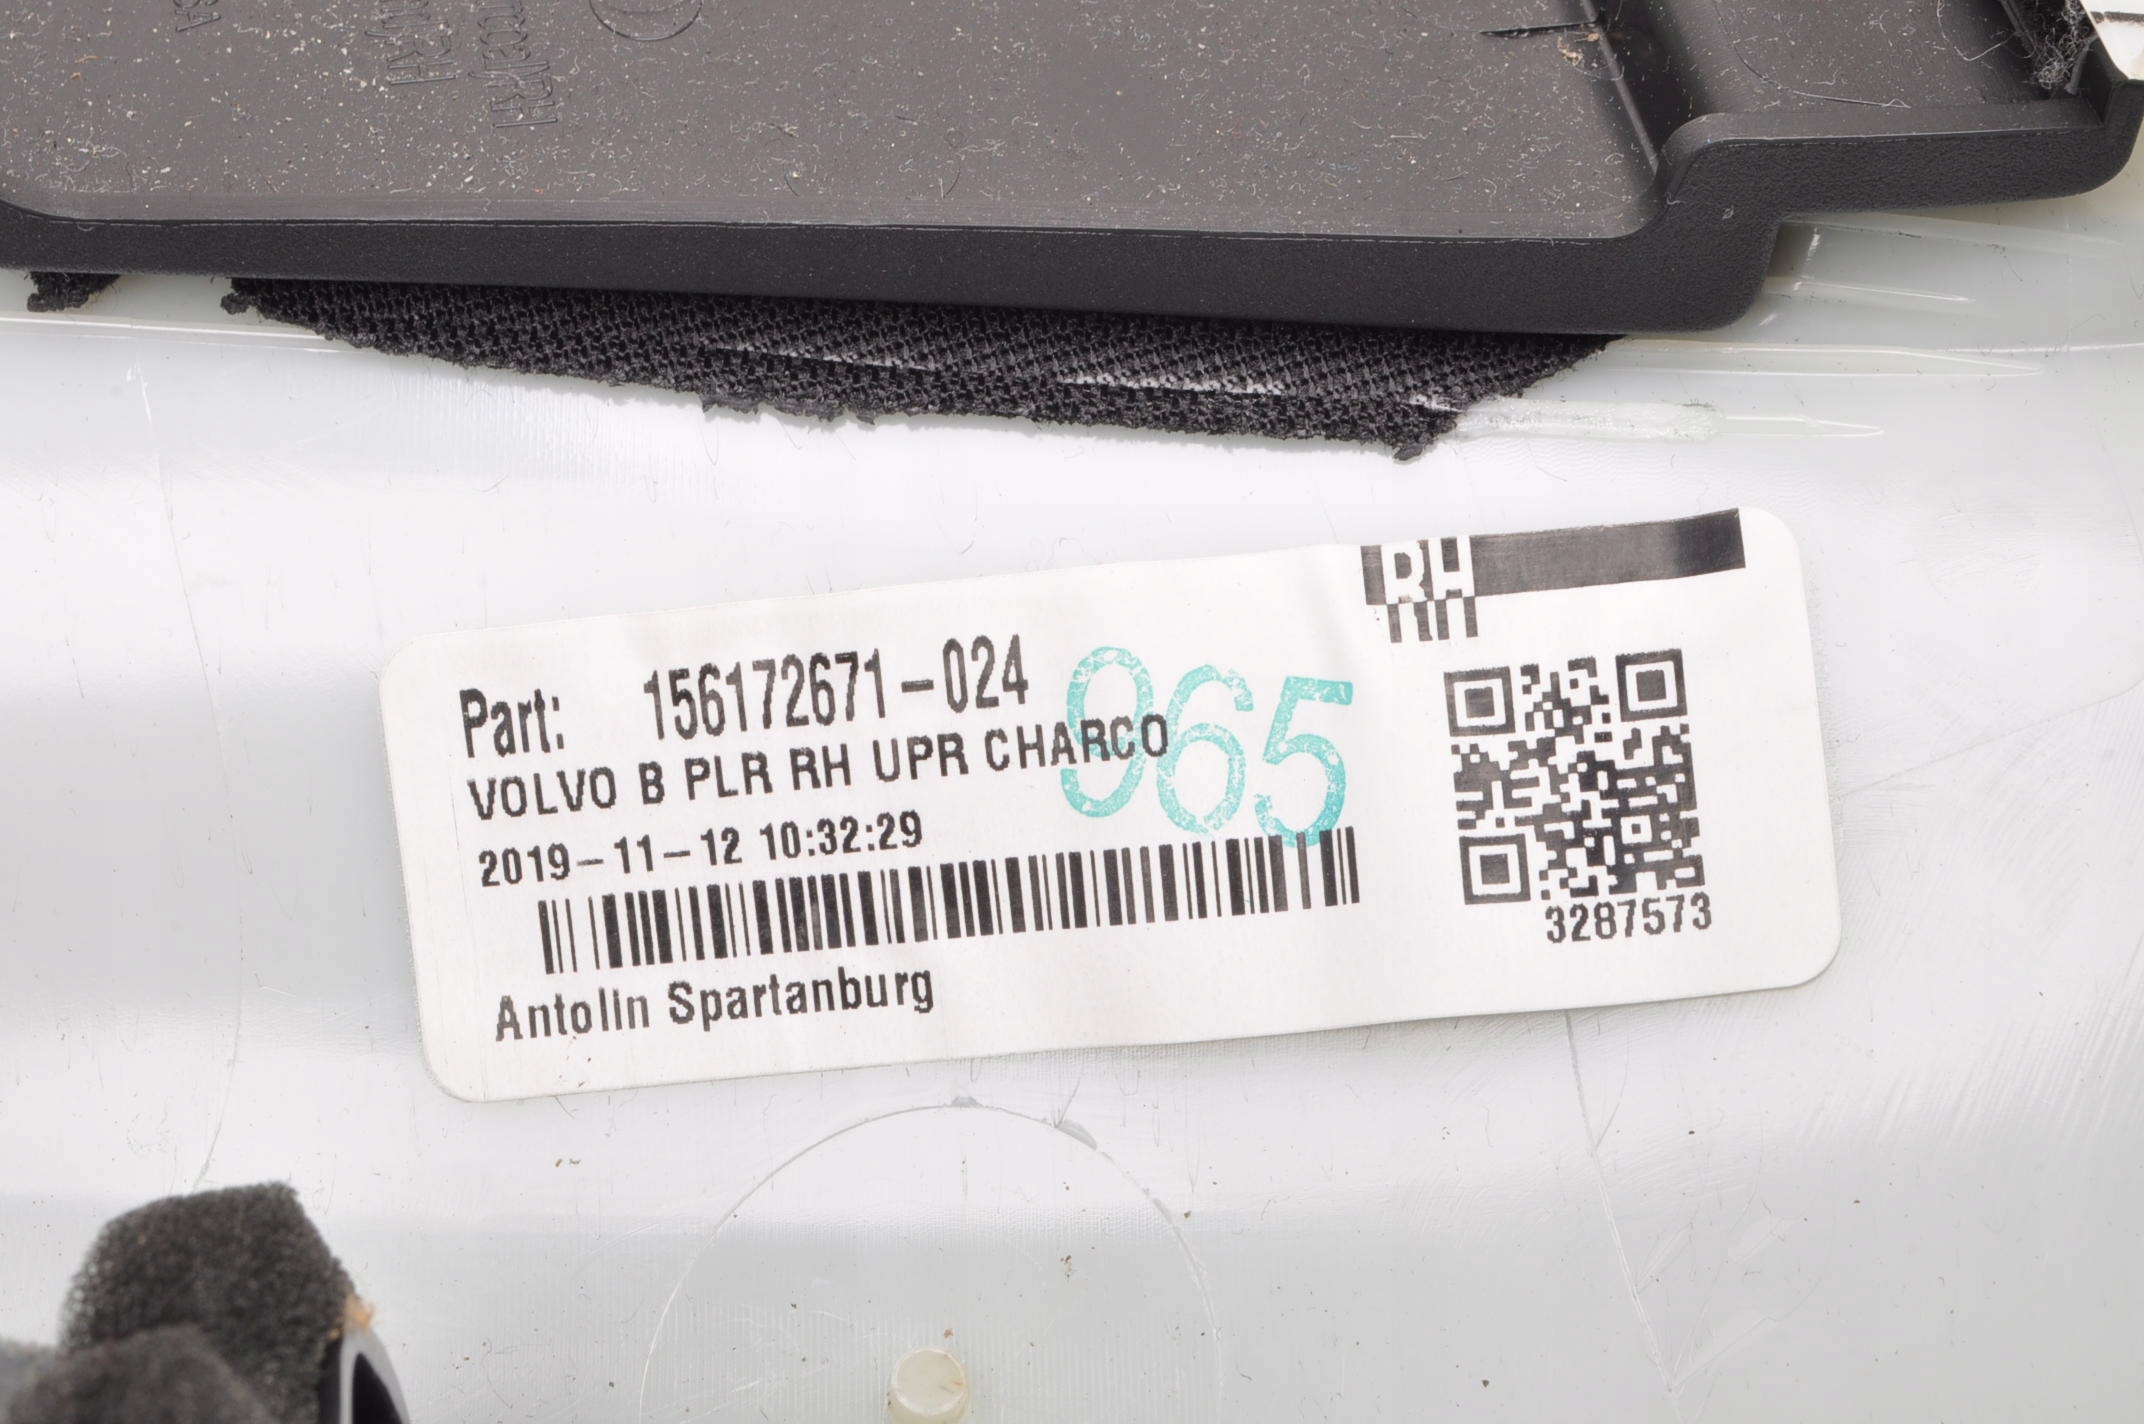 RH
Part: 156172671-024
965
VOLVO B PLR RH UPR CHARCO
2019-11-12 10:32:29
3287573
Antolin Spartanburg